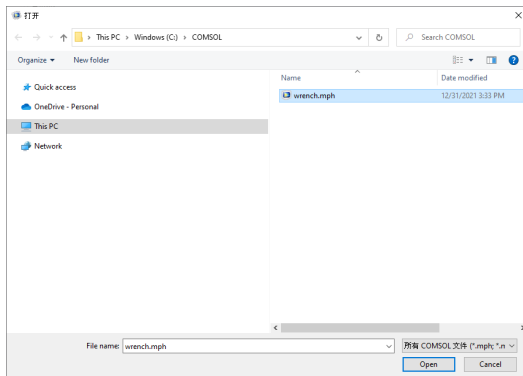 打开
This PC › Windows (C:) › COMSOL
Search COMSOL
Organize
New folder
Name
Date modified
Quick access
OneDrive - Personal
This PC
Network
wrench.mph
12/31/2021 3:33 PM
File name: wrench.mph
所有 COMSOL 文件 (*.mph; *.n
Open
Cancel